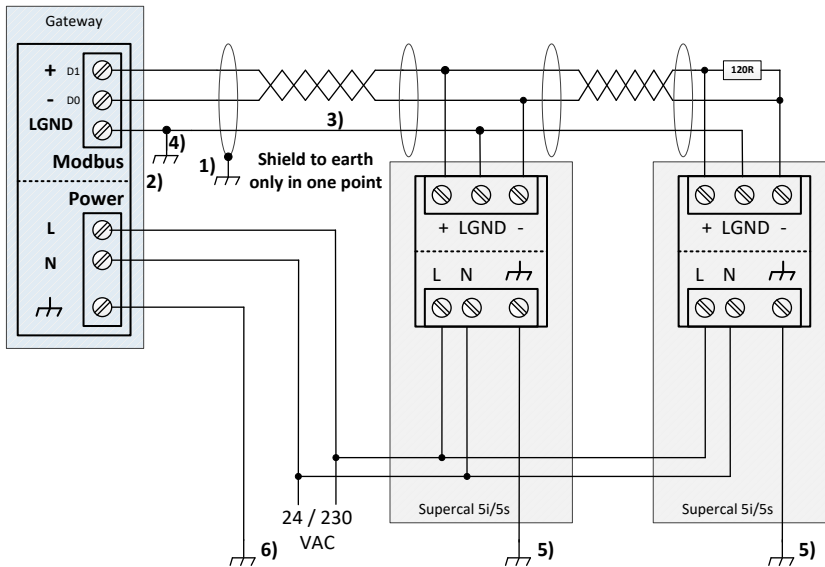 Gateway
+ D1
- D0
LGND
Modbus
Power
L
N
1)
2)
3)
4)
Shield to earth
only in one point
120R
+ LGND -
L N
Supercal 5i/5s
+ LGND -
L N
Supercal 5i/5s
24 / 230
VAC
6)
5)
5)